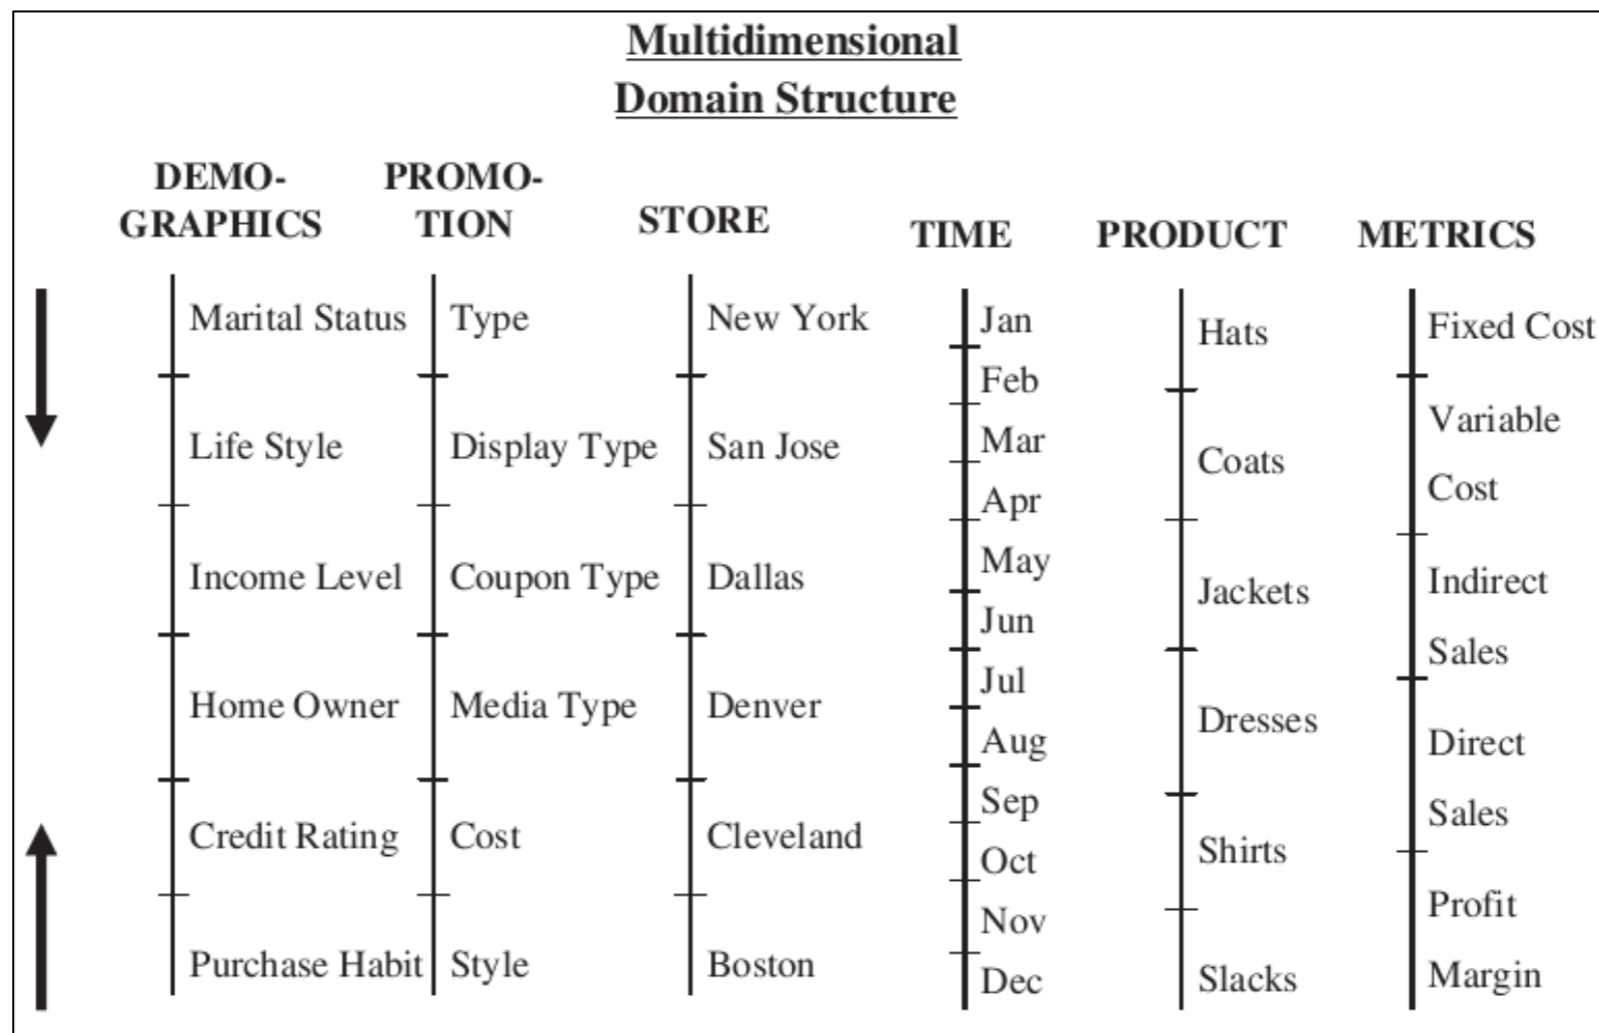 Multidimensional
Domain Structure
DEMO-
GRAPHICS
Marital Status
Life Style
Income Level
Home Owner
Credit Rating
Purchase Habit
PROMO-
TION
Type
Display Type
Coupon Type
Media Type
Cost
Style
STORE
New York
San Jose
Dallas
Denver
Cleveland
Boston
TIME
Jan
Feb
Mar
Apr
May
Jun
Jul
Aug
Sep
Oct
Nov
Dec
PRODUCT
Hats
Coats
Jackets
Dresses
Shirts
Slacks
METRICS
Fixed Cost
Variable
Cost
Indirect
Sales
Direct
Sales
Profit
Margin